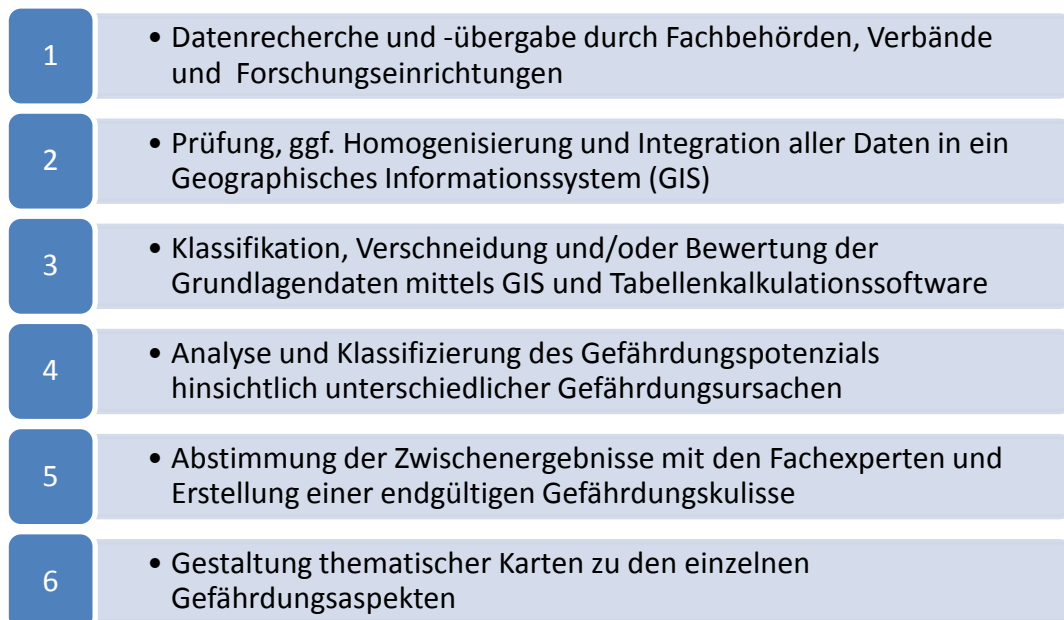 1
• Datenrecherche und -übergabe durch Fachbehörden, Verbände
und Forschungseinrichtungen
2
• Prüfung, ggf. Homogenisierung und Integration aller Daten in ein
Geographisches Informationssystem (GIS)
3
• Klassifikation, Verschneidung und/oder Bewertung der
Grundlagendaten mittels GIS und Tabellenkalkulationssoftware
4
• Analyse und Klassifizierung des Gefährdungspotenzials
hinsichtlich unterschiedlicher Gefährdungsursachen
5
• Abstimmung der Zwischenergebnisse mit den Fachexperten und
Erstellung einer endgültigen Gefährdungskulisse
6
• Gestaltung thematischer Karten zu den einzelnen
Gefährdungsaspekten